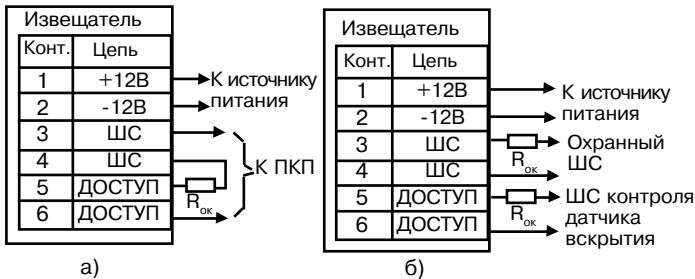 Извещатель
Конт. Цепь
1 +12В
2 -12В
3 ШС
4 ШС
5 ДОСТУП
6 ДОСТУП
К источнику
питания
К ПКП
Rок
а)
Извещатель
Конт. Цепь
1 +12В
2 -12В
3 ШС
4 ШС
5 ДОСТУП
6 ДОСТУП
К источнику
питания
Rок
Охранный
ШС
Rок
ШС контроля
датчика
вскрытия
б)